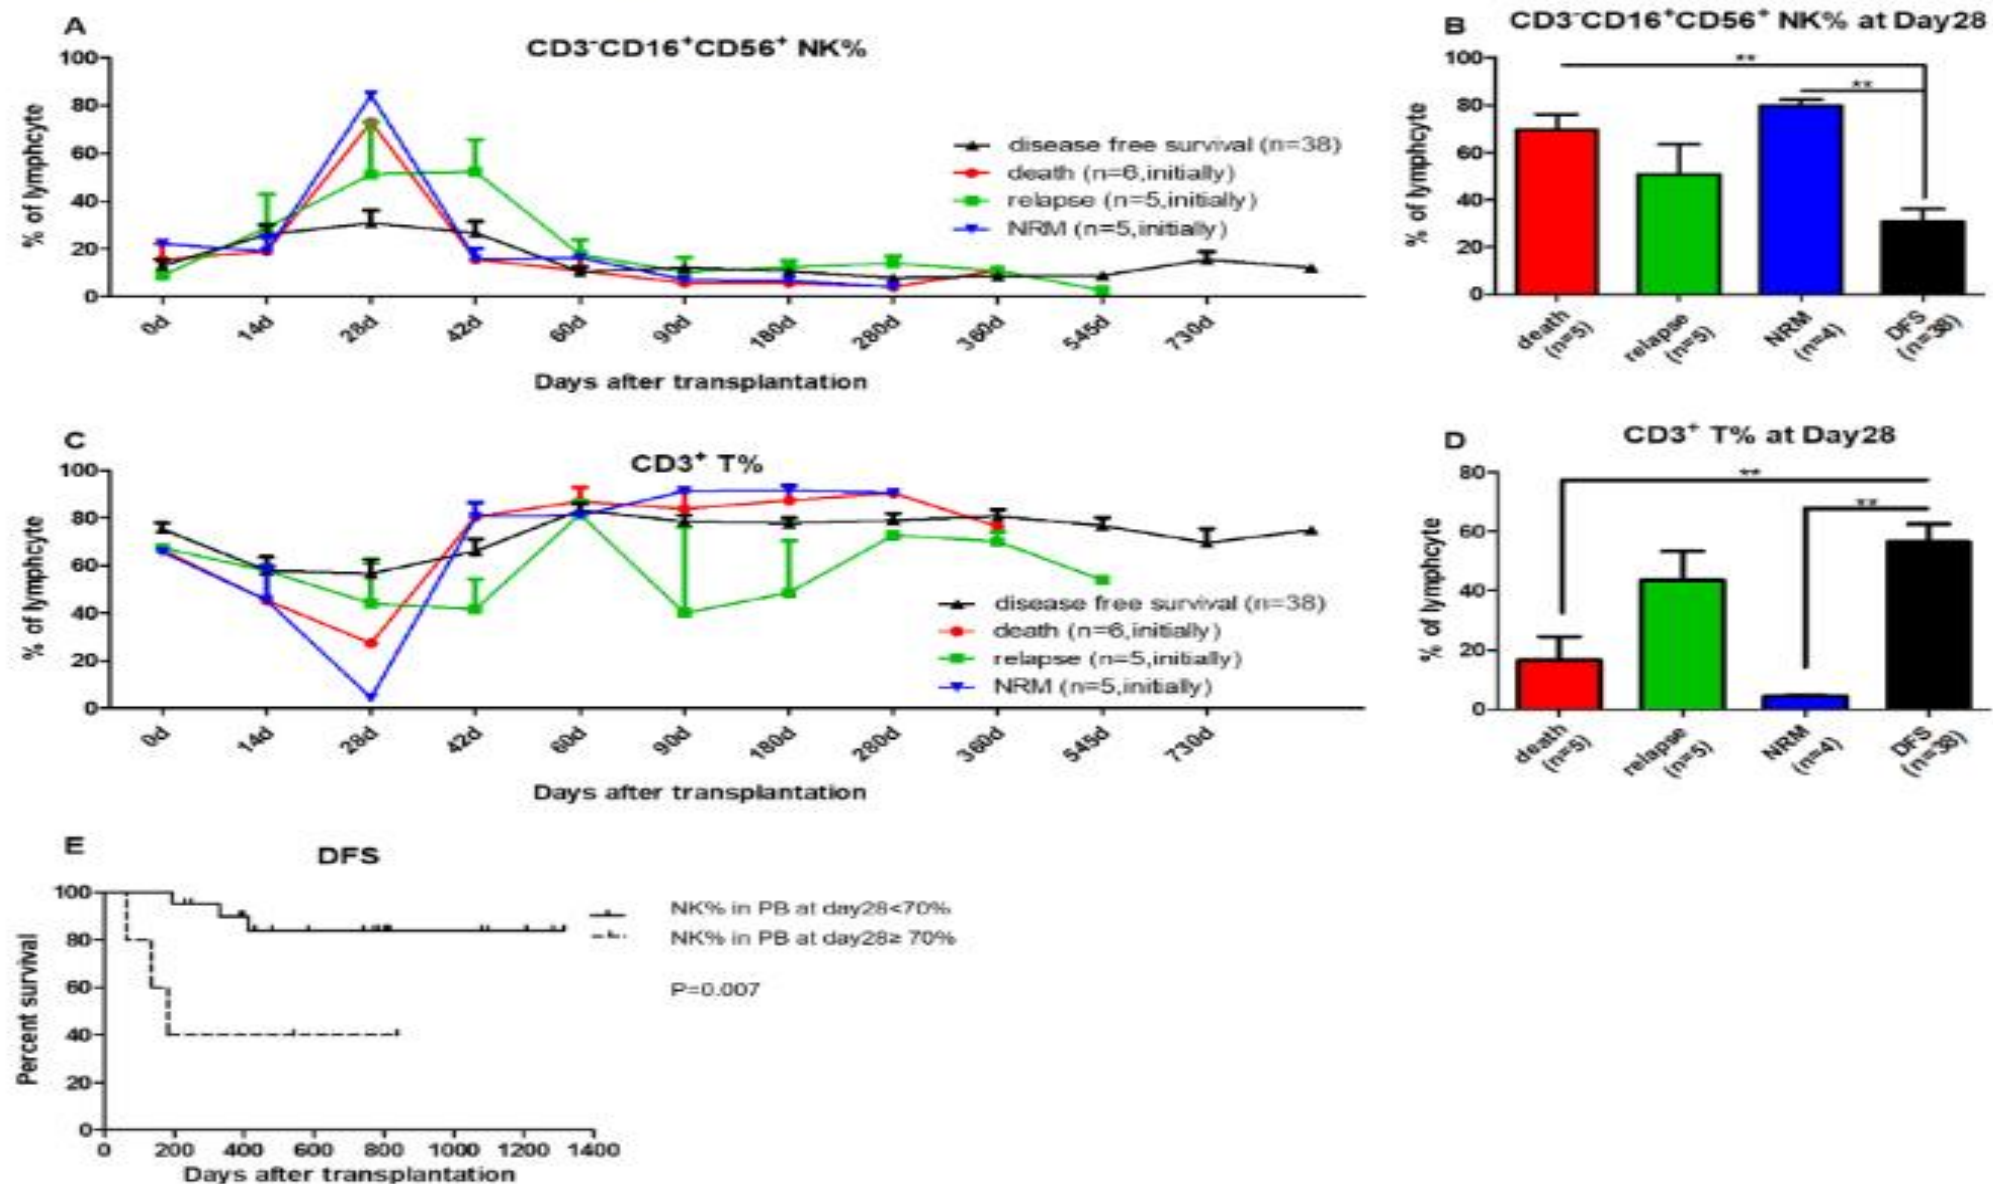 A
CD3-CD16+CD56+ NK%
% of lymphcyte
100
80
60
40
20
0
disease free survival (n=38)
death (n=6,initially)
relapse (n=5,initially)
NRM (n=5,initially)
0d 14d 28d 42d 60d 90d 180d 280d 360d 545d 730d
Days after transplantation
B
CD3-CD16+CD56+ NK% at Day28
% of lymphcyte
100
80
60
40
20
0
**
**
death (n=5)
relapse (n=5)
NRM (n=4)
DFS (n=38)
C
CD3+ T%
% of lymphcyte
100
80
60
40
20
0
disease free survival (n=38)
death (n=6,initially)
relapse (n=5,initially)
NRM (n=5,initially)
0d 14d 28d 42d 60d 90d 180d 280d 360d 545d 730d
Days after transplantation
D
CD3+ T% at Day28
% of lymphcyte
80
60
40
20
0
**
**
death (n=5)
relapse (n=5)
NRM (n=4)
DFS (n=38)
E
DFS
Percent survival
100
80
60
40
20
0
0 200 400 600 800 1000 1200 1400
Days after transplantation
NK% in PB at day28<70%
NK% in PB at day28≥ 70%
P=0.007